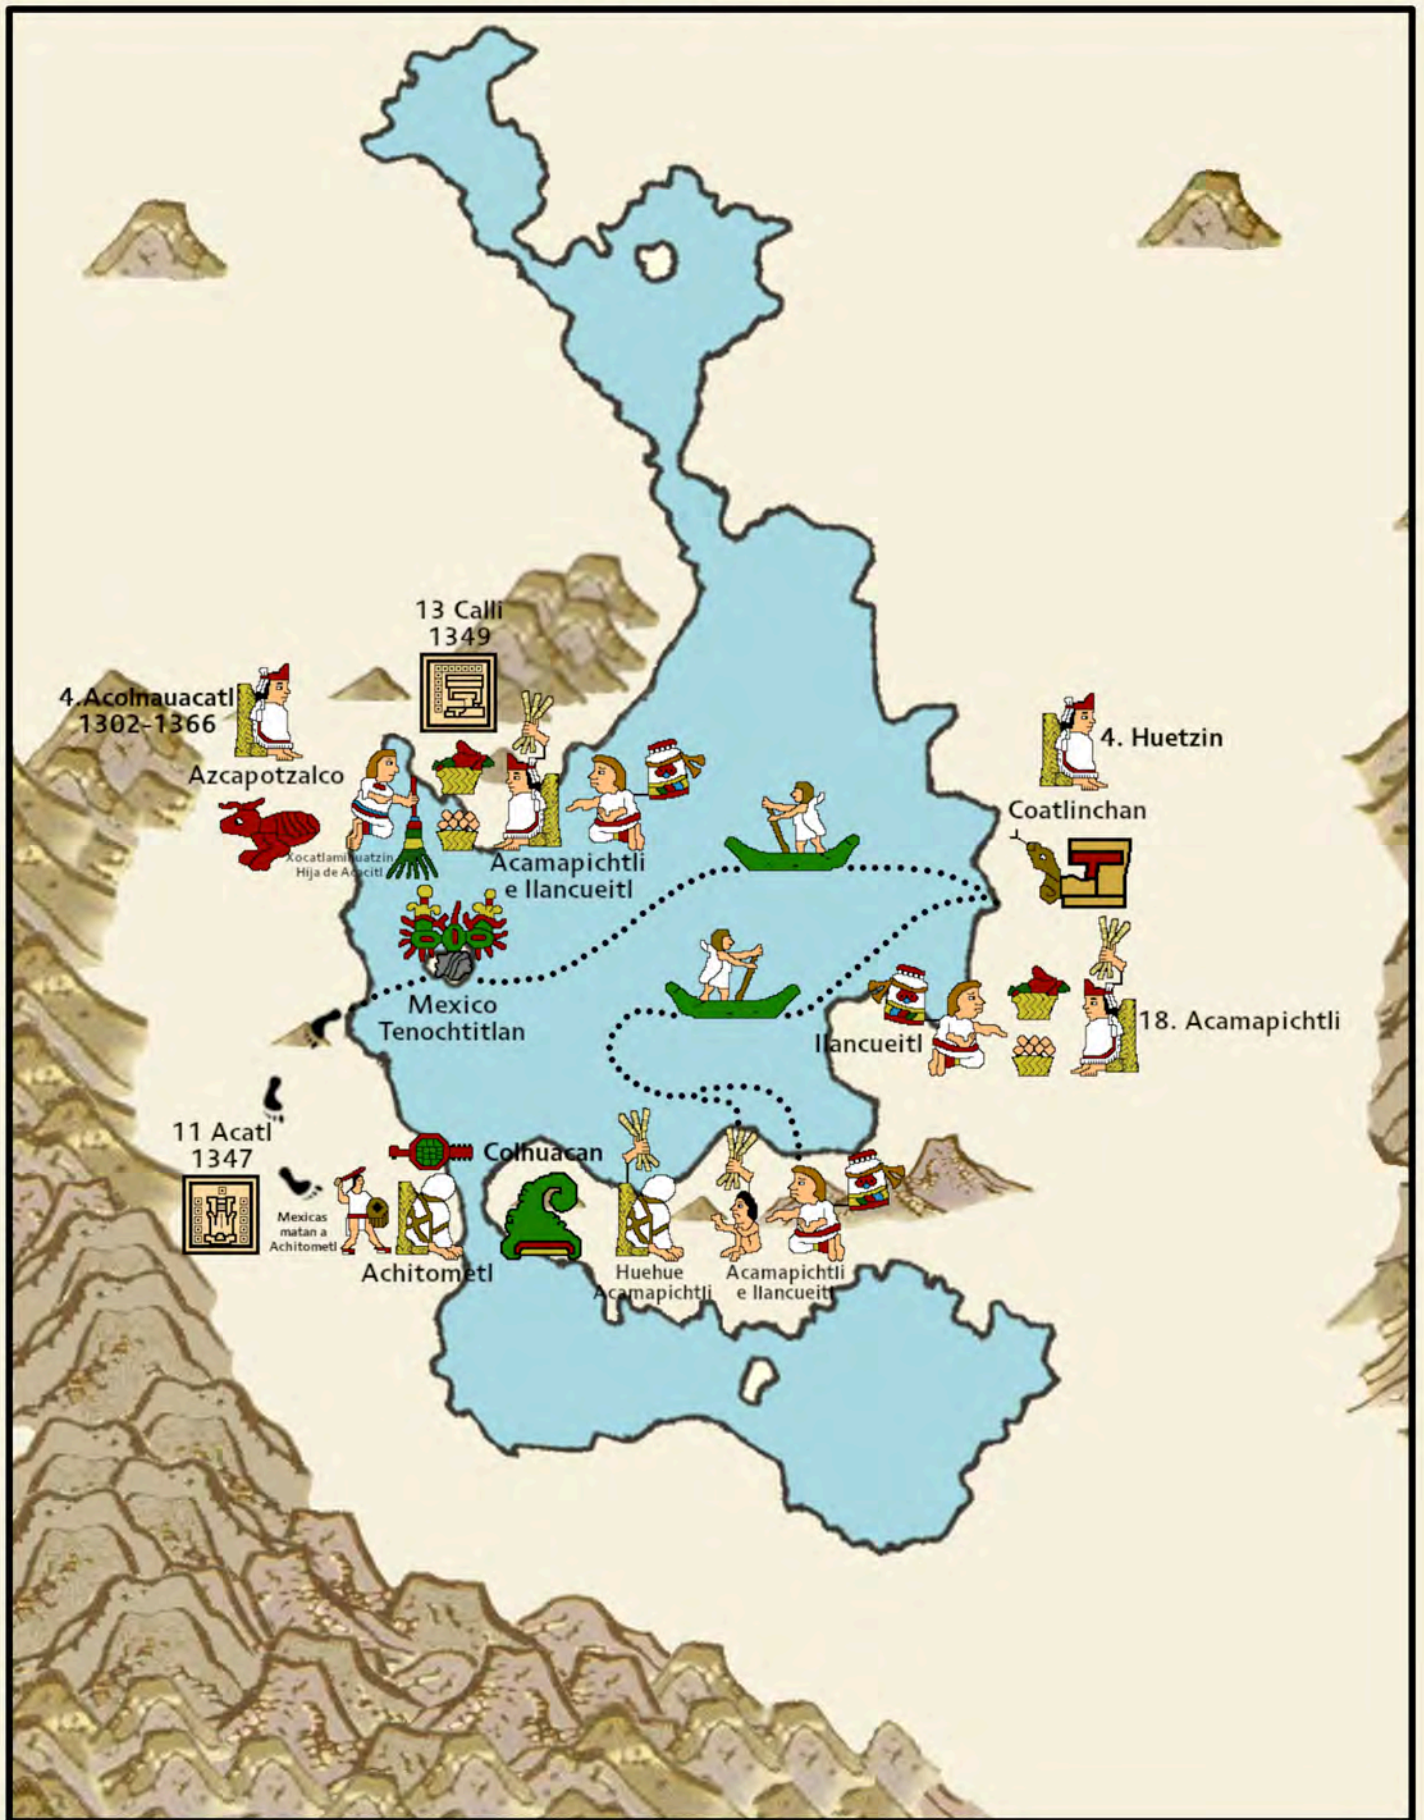 13 Calli
1349
4.Acolnauacatl
1302-1366
Azcapotzalco
4. Huetzin
Coatlinchan
Xocatlamihuatzin
Hija de Acacitl
Acamapichtli
e Ilancueitl
Mexico
Tenochtitlan
18. Acamapichtli
Ilancueitl
11 Acatl
1347
Colhuacan
Mexicas
matan a
Achitometl
Achitometl
Huehue
Acamapichtli
Acamapichtli
e Ilancueitl